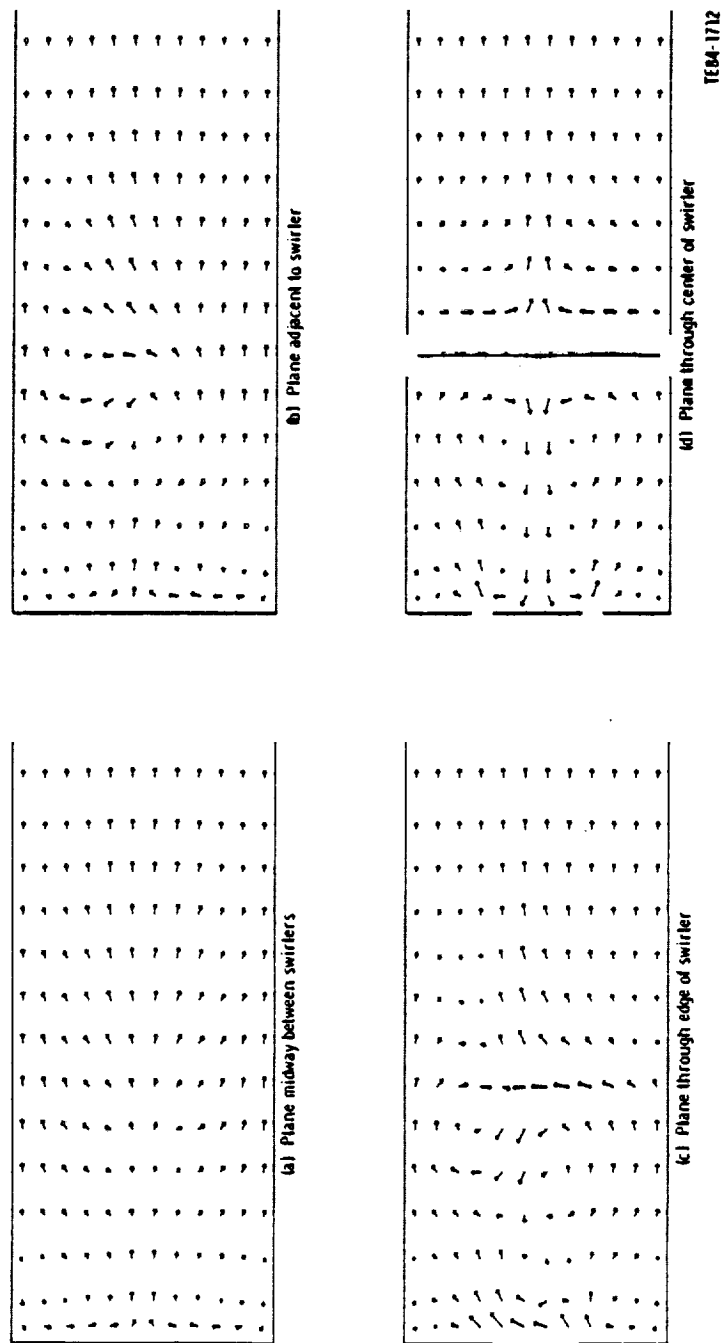 (a) Plane midway between swirlers
(b) Plane adjacent to swirler
(c) Plane through edge of swirler
(d) Plane through center of swirler
TE84-1712